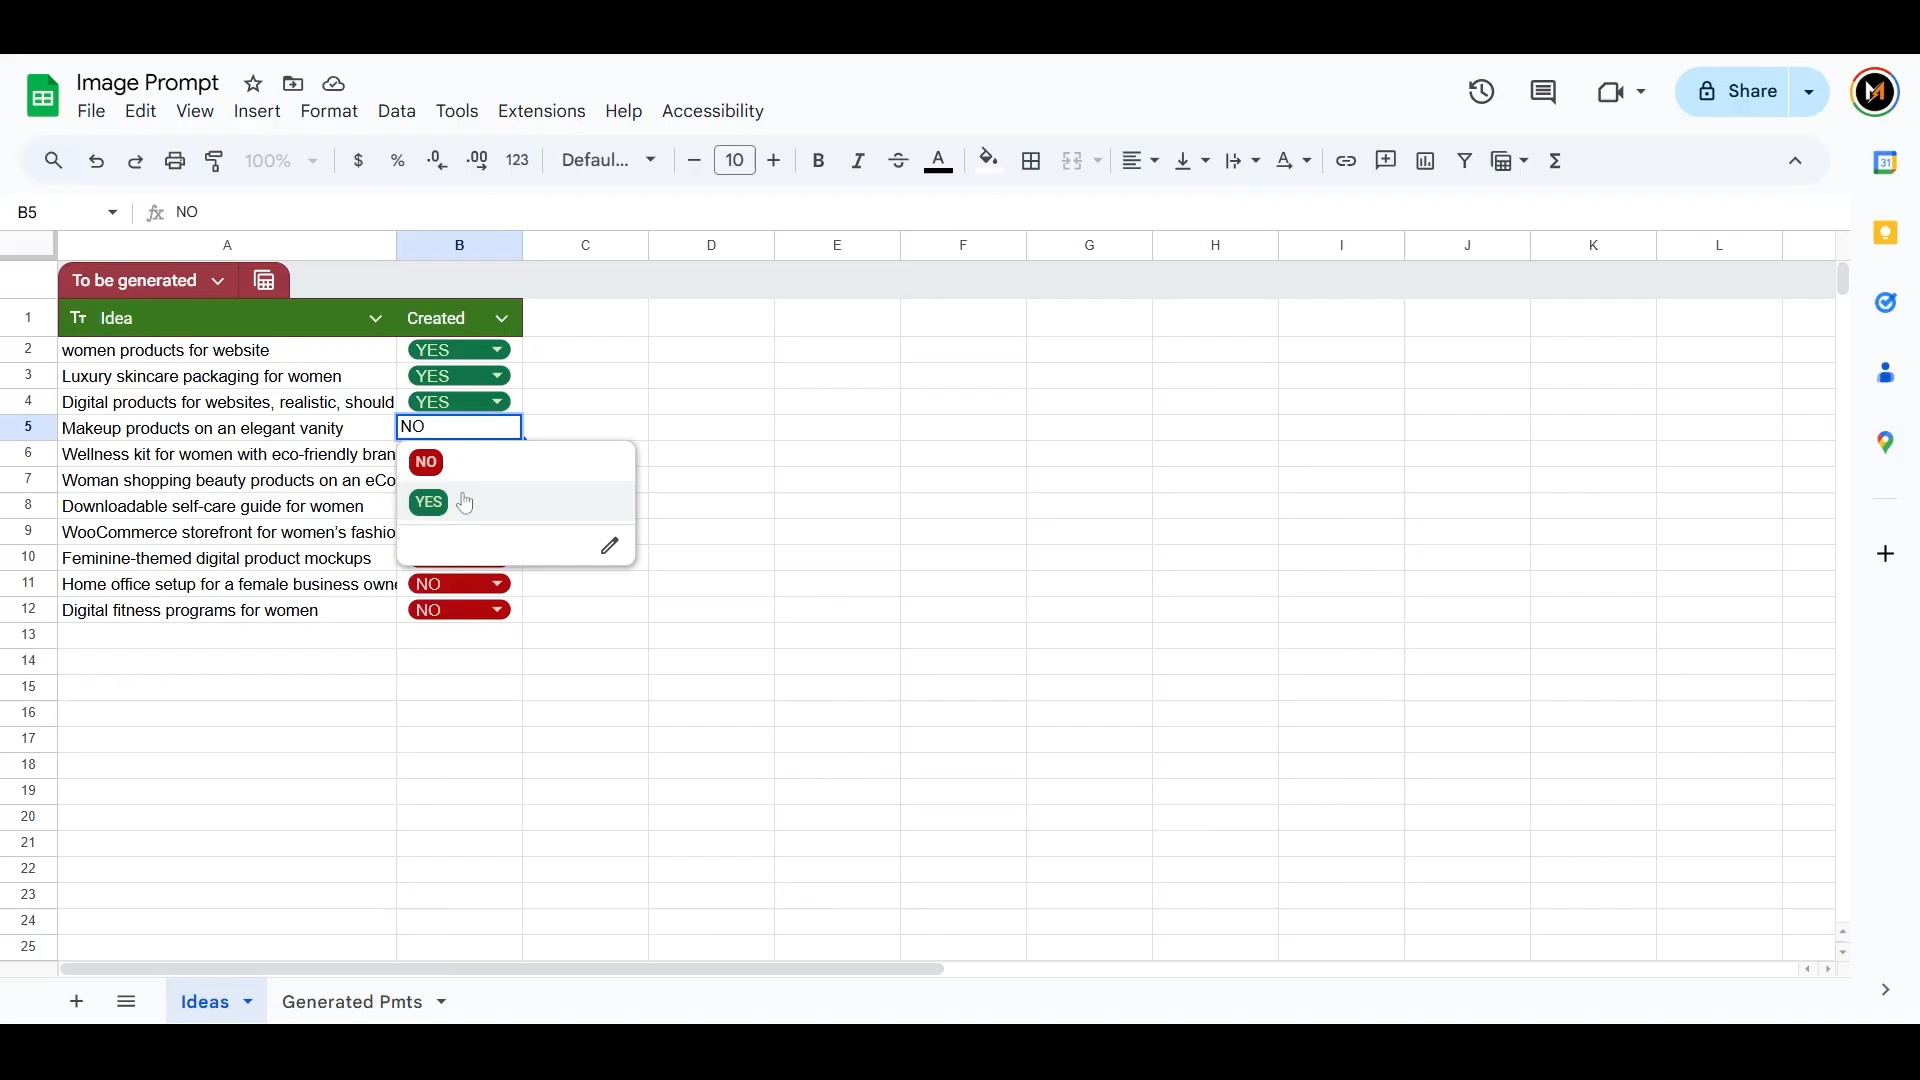 Image Prompt
File Edit View Insert Format Data Tools Extensions Help Accessibility
Share
100% $ % .0 .00 123 Defaul... 10 B I A Σ
31
B5 fx NO
A B C D E F G H I J K L
To be generated
1 Tт Idea Created
2 women products for website YES
3 Luxury skincare packaging for women YES
4 Digital products for websites, realistic, should YES
5 Makeup products on an elegant vanity NO
6 Wellness kit for women with eco-friendly bran
NO
7 Woman shopping beauty products on an eCo
YES
8 Downloadable self-care guide for women
9 WooCommerce storefront for women's fashio
10 Feminine-themed digital product mockups
11 Home office setup for a female business owne NO
12 Digital fitness programs for women NO
13
14
15
16
17
18
19
20
21
22
23
24
25
Ideas Generated Pmts